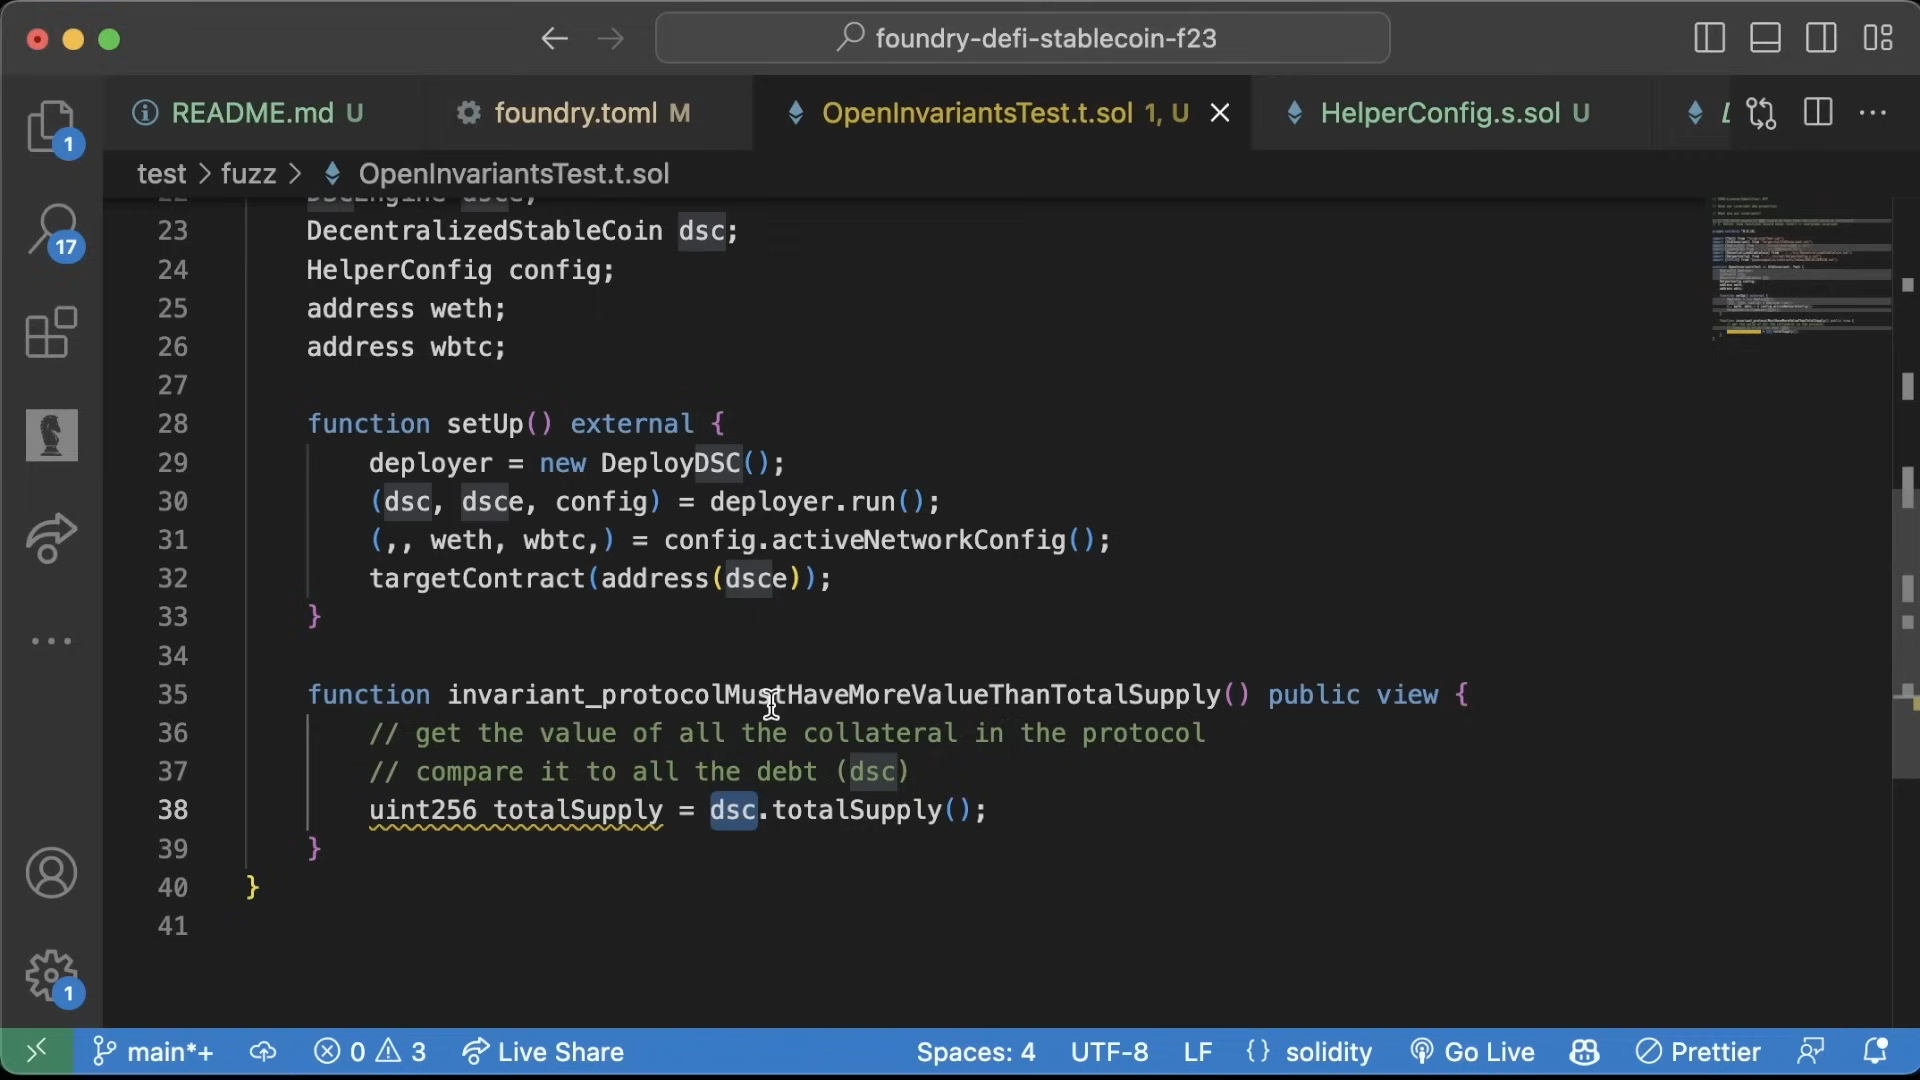 foundry-defi-stablecoin-f23
README.md U
foundry.toml M
OpenInvariantsTest.t.sol 1, U
HelperConfig.s.sol U
test > fuzz > OpenInvariantsTest.t.sol
23 DecentralizedStableCoin dsc;
24 HelperConfig config;
25 address weth;
26 address wbtc;
27
28 function setUp() external {
29 deployer = new DeployDSC();
30 (dsc, dsce, config) = deployer.run();
31 (,, weth, wbtc,) = config.activeNetworkConfig();
32 targetContract(address(dsce));
33 }
34
35 function invariant_protocolMustHaveMoreValueThanTotalSupply() public view {
36 // get the value of all the collateral in the protocol
37 // compare it to all the debt (dsc)
38 uint256 totalSupply = dsc.totalSupply();
39 }
40 }
41
1
17
1
main*+
0 3
Live Share
Spaces: 4
UTF-8
LF
{} solidity
Go Live
Prettier